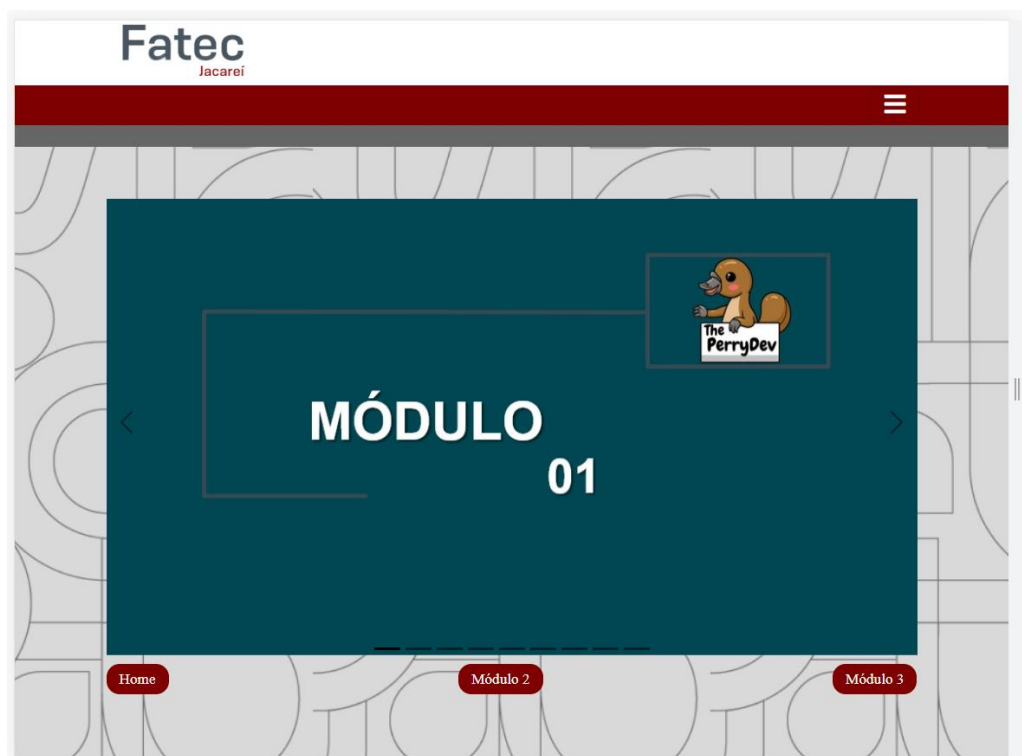 Fatec
Jacareí
The
PerryDev
MÓDULO
01
Home
Módulo 2
Módulo 3